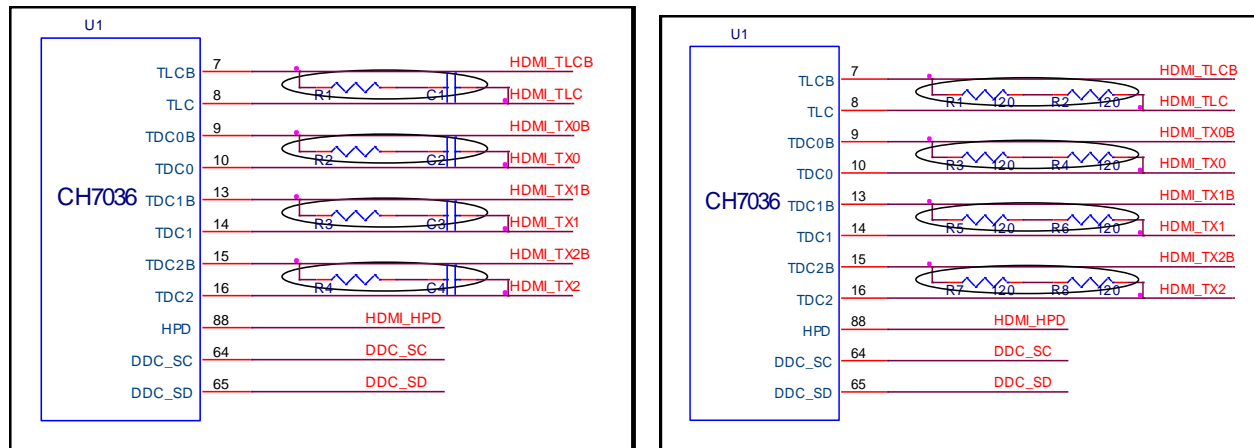 U1
CH7036
TLCB 7 HDMI_TLCB
R1 C1
TLC 8 HDMI_TLC
TDC0B 9 HDMI_TX0B
R2 C2
TDC0 10 HDMI_TX0
TDC1B 13 HDMI_TX1B
R3 C3
TDC1 14 HDMI_TX1
TDC2B 15 HDMI_TX2B
R4 C4
TDC2 16 HDMI_TX2
HPD 88 HDMI_HPD
DDC_SC 64 DDC_SC
DDC_SD 65 DDC_SD
U1
CH7036
TLCB 7 HDMI_TLCB
R1 120 R2 120
TLC 8 HDMI_TLC
TDC0B 9 HDMI_TX0B
R3 120 R4 120
TDC0 10 HDMI_TX0
TDC1B 13 HDMI_TX1B
R5 120 R6 120
TDC1 14 HDMI_TX1
TDC2B 15 HDMI_TX2B
R7 120 R8 120
TDC2 16 HDMI_TX2
HPD 88 HDMI_HPD
DDC_SC 64 DDC_SC
DDC_SD 65 DDC_SD